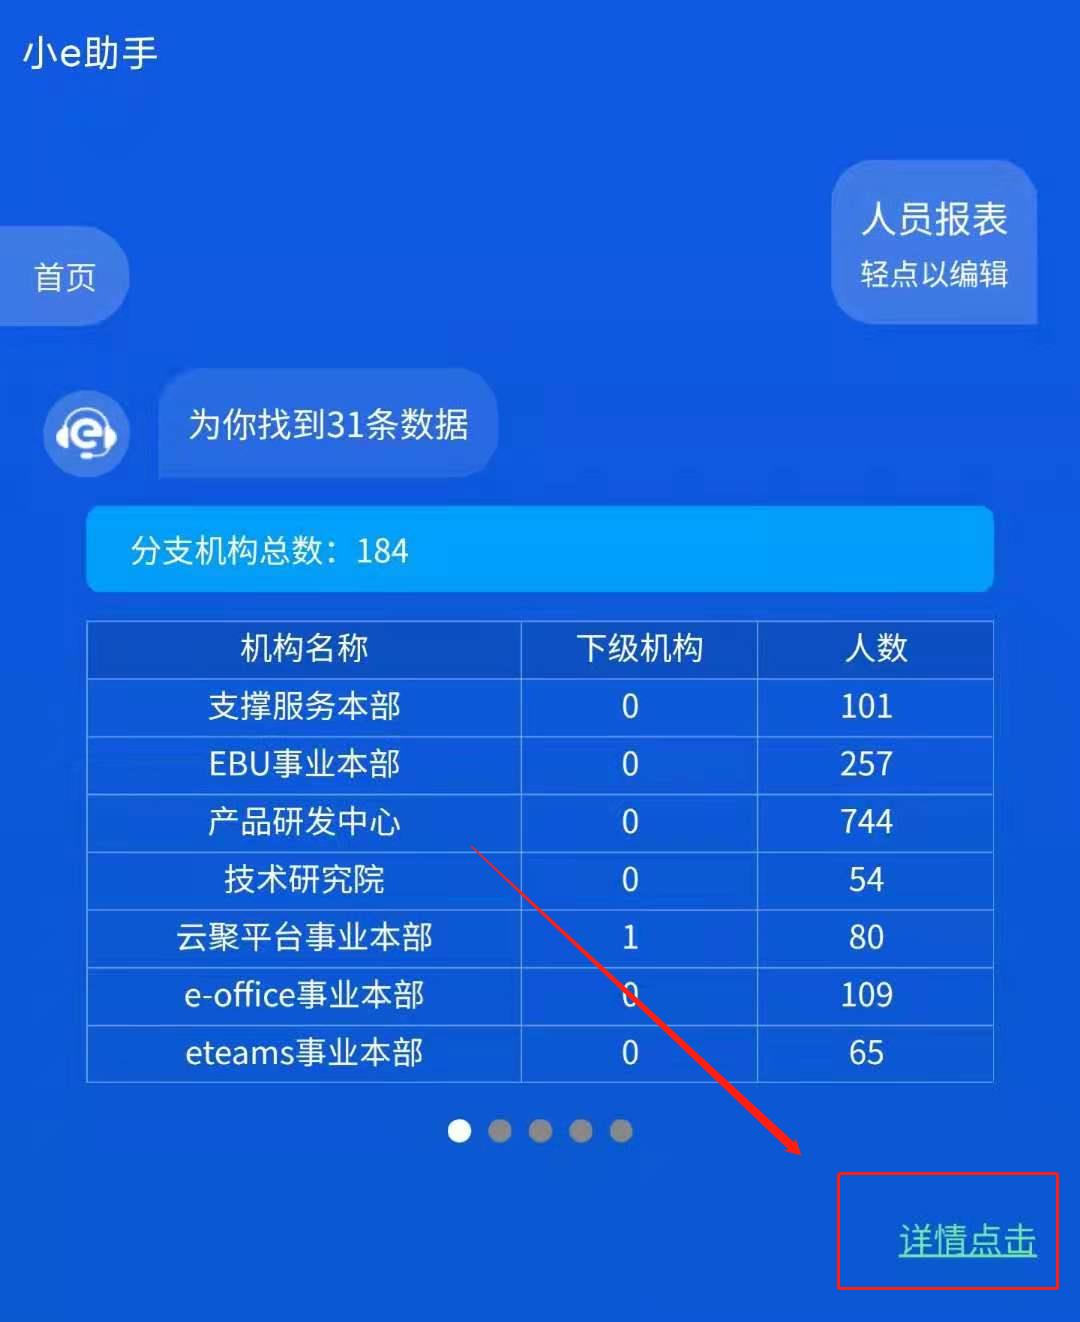 小e助手
人员报表
轻点以编辑
首页
为你找到31条数据
分支机构总数：184
机构名称 下级机构 人数
支撑服务本部 0 101
EBU事业本部 0 257
产品研发中心 0 744
技术研究院 0 54
云聚平台事业本部 1 80
e-office事业本部 0 109
eteams事业本部 0 65
详情点击